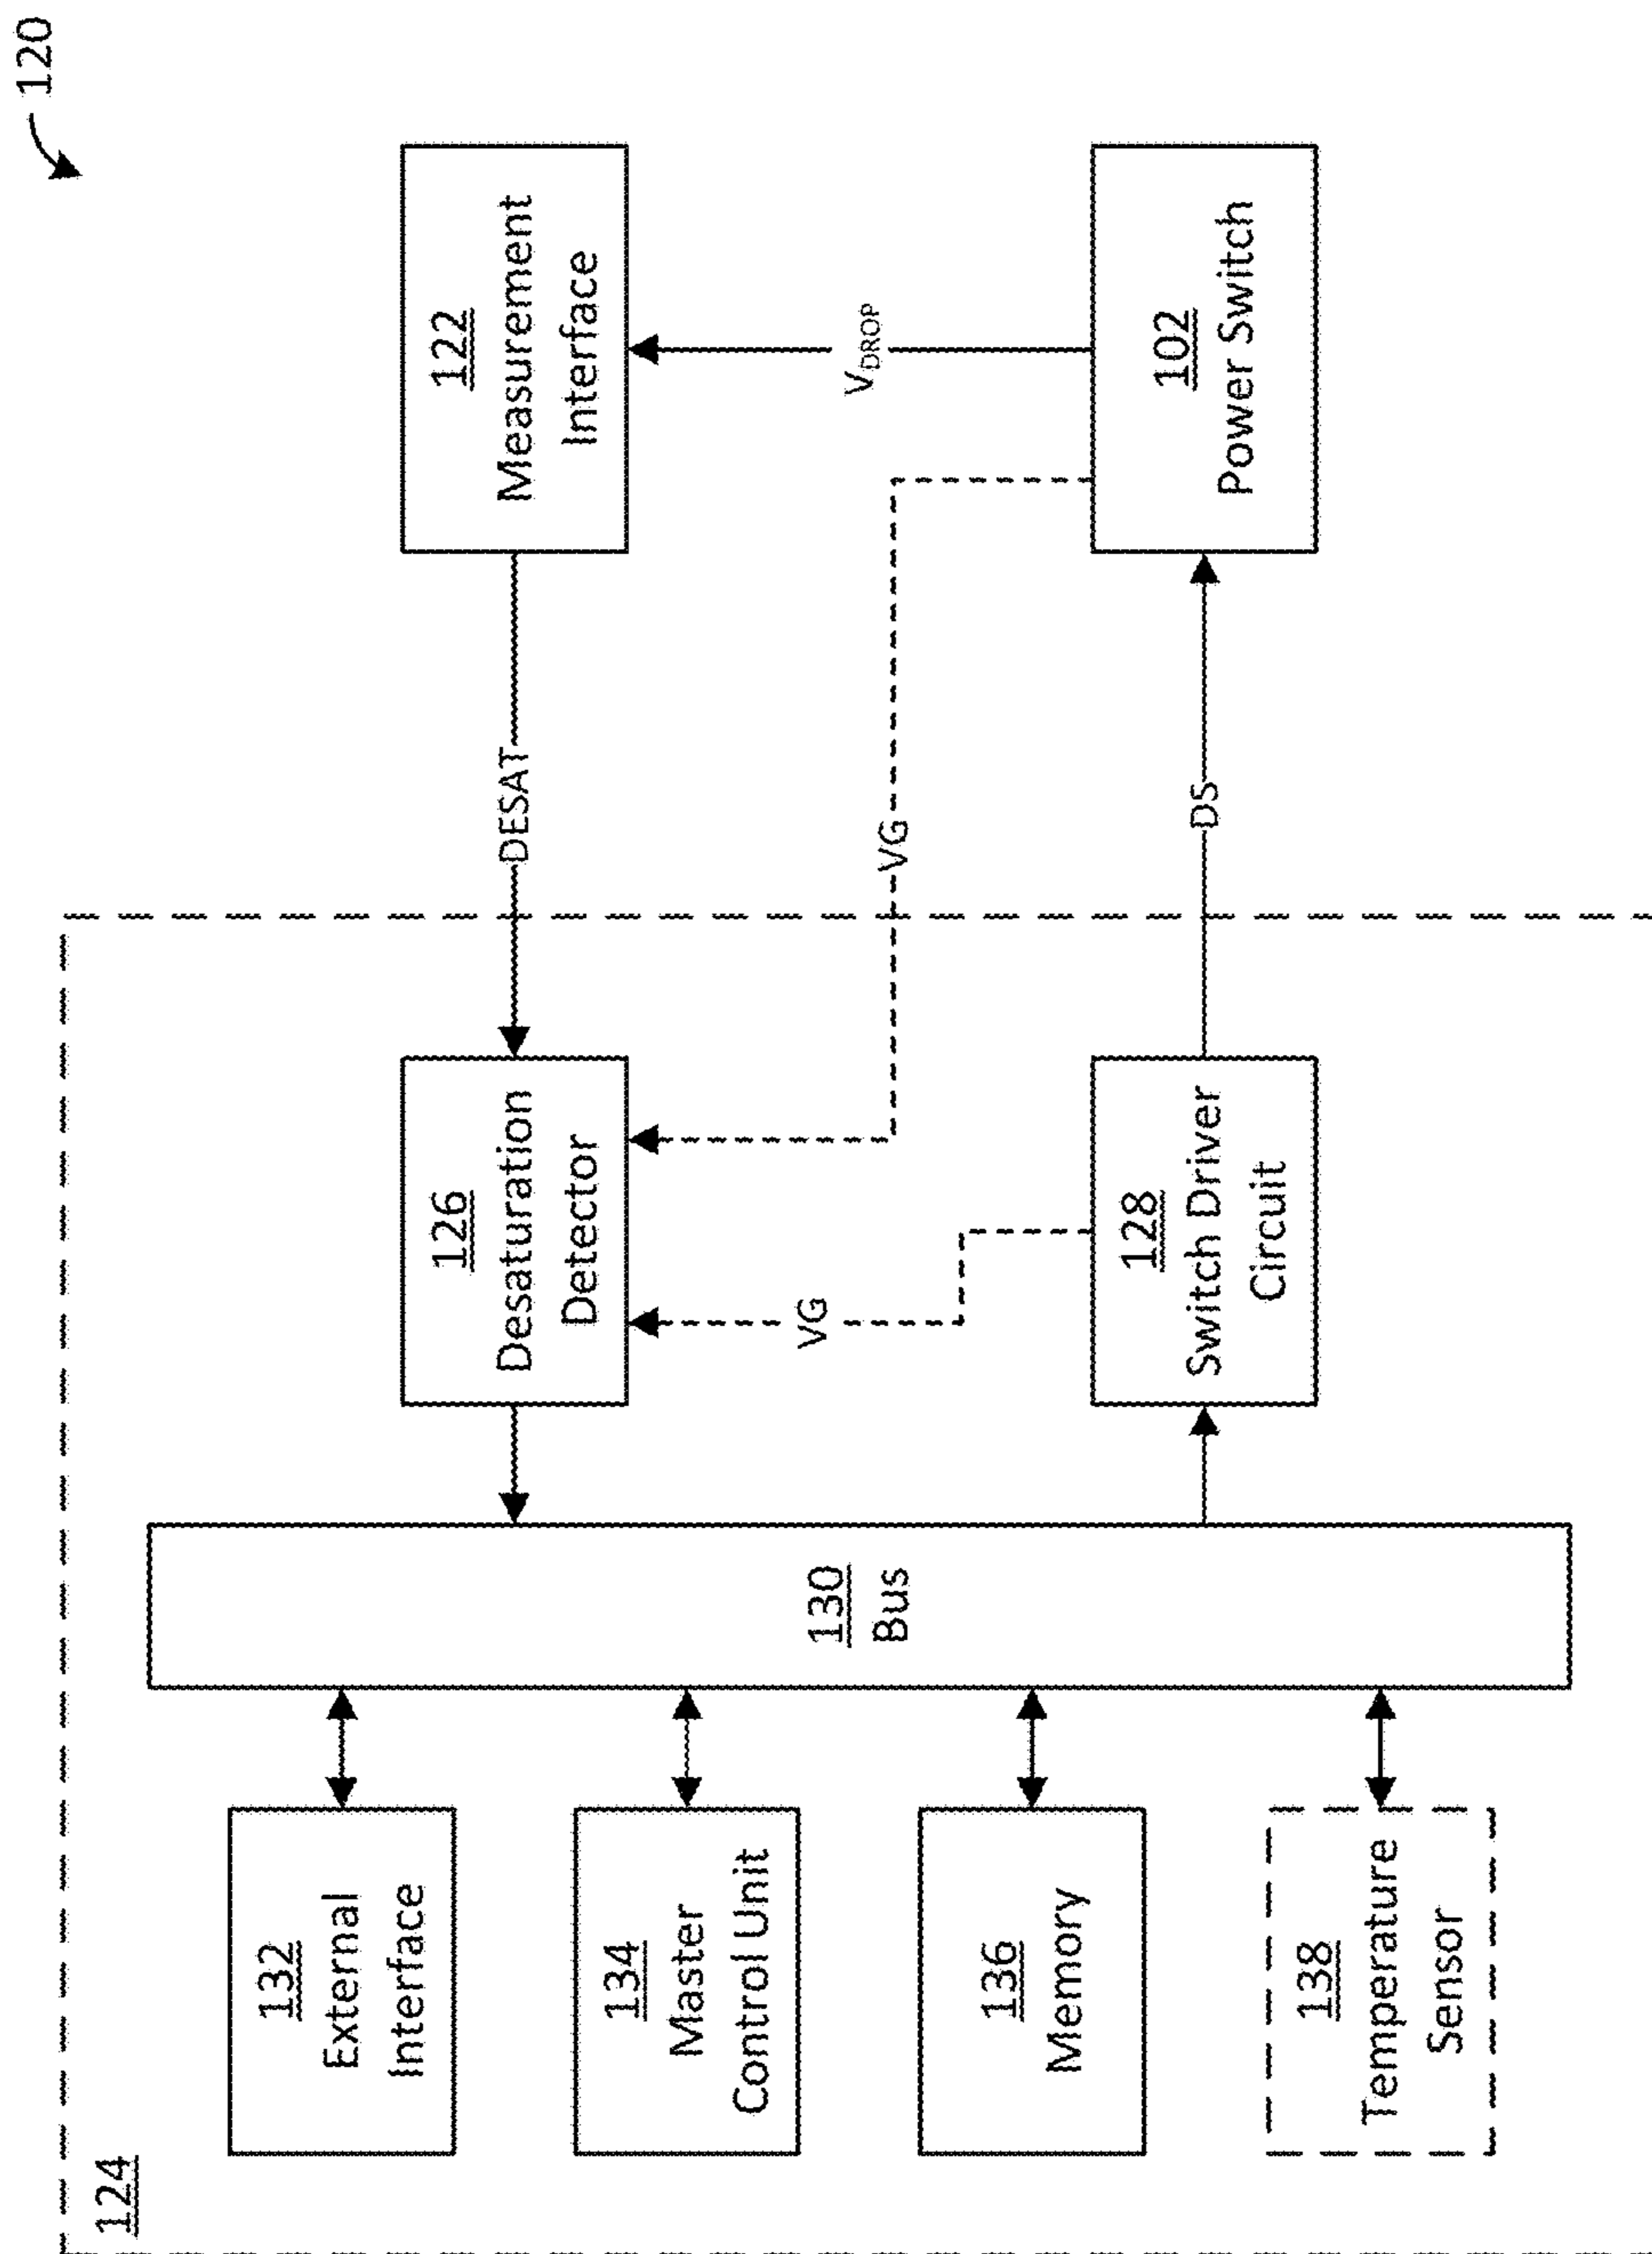 120
124
132
External
Interface
134
Master
Control Unit
136
Memory
138
Temperature
Sensor
130
Bus
126
Desaturation
Detector
128
Switch Driver
Circuit
VG
VG
DESAT
DS
122
Measurement
Interface
V_DROP
102
Power Switch